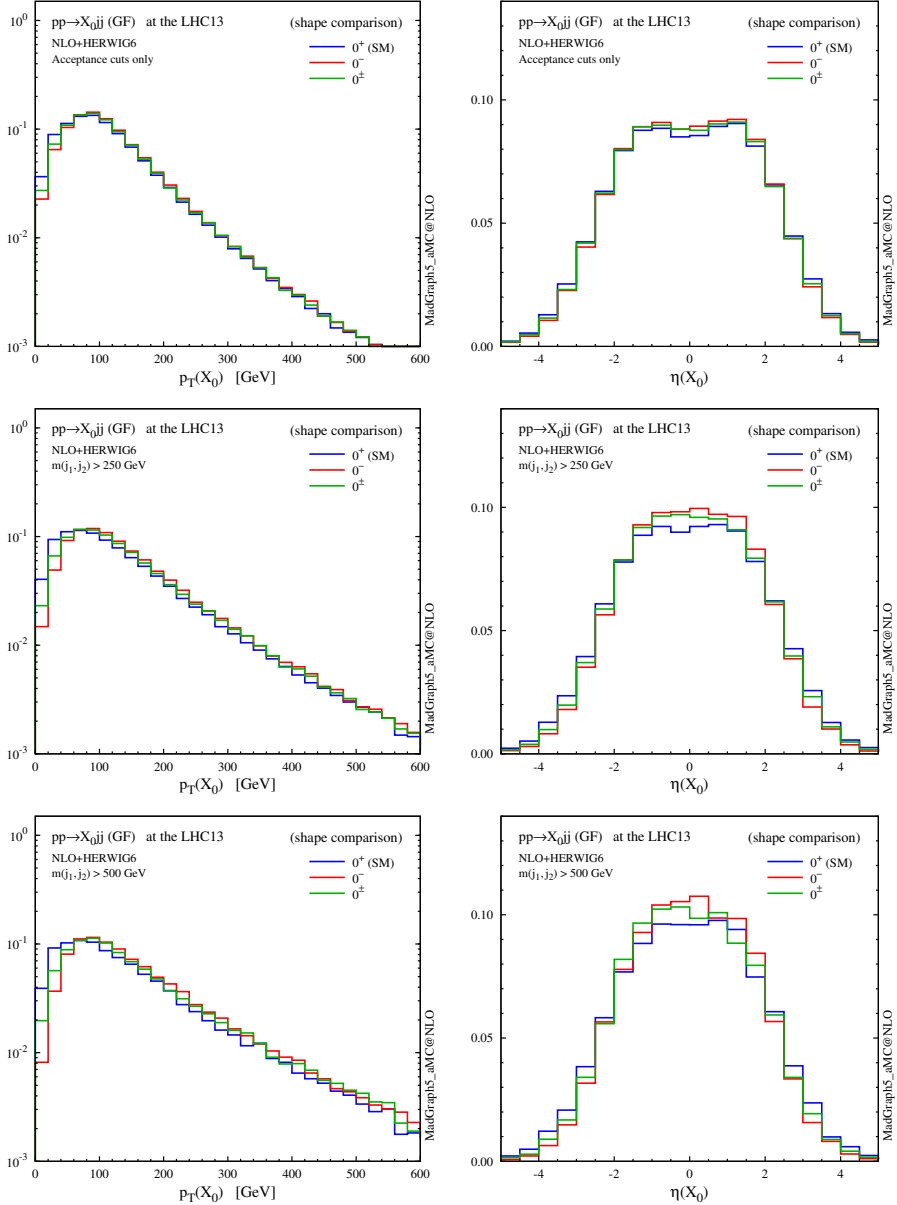 pp→X₀jj (GF) at the LHC13 (shape comparison)
NLO+HERWIG6
Acceptance cuts only
0⁺ (SM)
0⁻
0±
10⁰
10⁻¹
10⁻²
10⁻³
0 100 200 300 400 500 600
p_T(X₀) [GeV]
MadGraph5_aMC@NLO
pp→X₀jj (GF) at the LHC13 (shape comparison)
NLO+HERWIG6
Acceptance cuts only
0⁺ (SM)
0⁻
0±
0.10
0.05
0.00
-4 -2 0 2 4
η(X₀)
MadGraph5_aMC@NLO
pp→X₀jj (GF) at the LHC13 (shape comparison)
NLO+HERWIG6
m(j₁, j₂) > 250 GeV
0⁺ (SM)
0⁻
0±
10⁰
10⁻¹
10⁻²
10⁻³
0 100 200 300 400 500 600
p_T(X₀) [GeV]
MadGraph5_aMC@NLO
pp→X₀jj (GF) at the LHC13 (shape comparison)
NLO+HERWIG6
m(j₁, j₂) > 250 GeV
0⁺ (SM)
0⁻
0±
0.10
0.05
0.00
-4 -2 0 2 4
η(X₀)
MadGraph5_aMC@NLO
pp→X₀jj (GF) at the LHC13 (shape comparison)
NLO+HERWIG6
m(j₁, j₂) > 500 GeV
0⁺ (SM)
0⁻
0±
10⁰
10⁻¹
10⁻²
10⁻³
0 100 200 300 400 500 600
p_T(X₀) [GeV]
MadGraph5_aMC@NLO
pp→X₀jj (GF) at the LHC13 (shape comparison)
NLO+HERWIG6
m(j₁, j₂) > 500 GeV
0⁺ (SM)
0⁻
0±
0.10
0.05
0.00
-4 -2 0 2 4
η(X₀)
MadGraph5_aMC@NLO